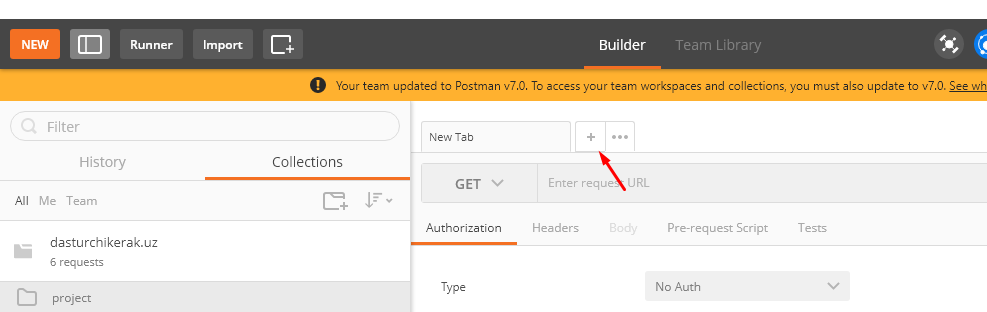 NEW Runner Import Builder Team Library
Your team updated to Postman v7.0. To access your team workspaces and collections, you must also update to v7.0. See wh
Filter
History Collections
All Me Team
dasturchikerak.uz
6 requests
project
New Tab + •••
GET Enter request URL
Authorization Headers Body Pre-request Script Tests
Type No Auth